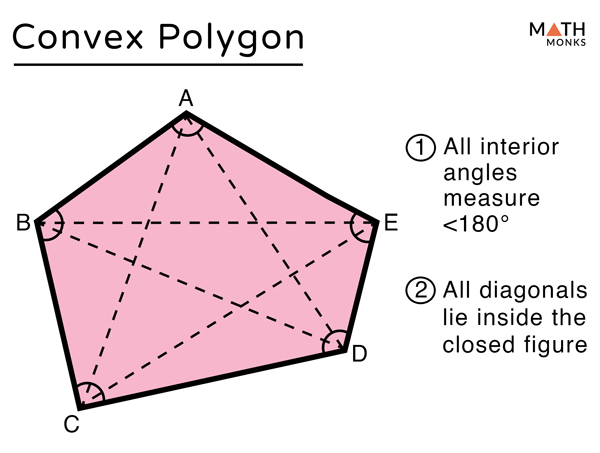 Convex Polygon
MATH
MONKS
A
B
E
D
C
1 All interior
angles
measure
<180°
2 All diagonals
lie inside the
closed figure